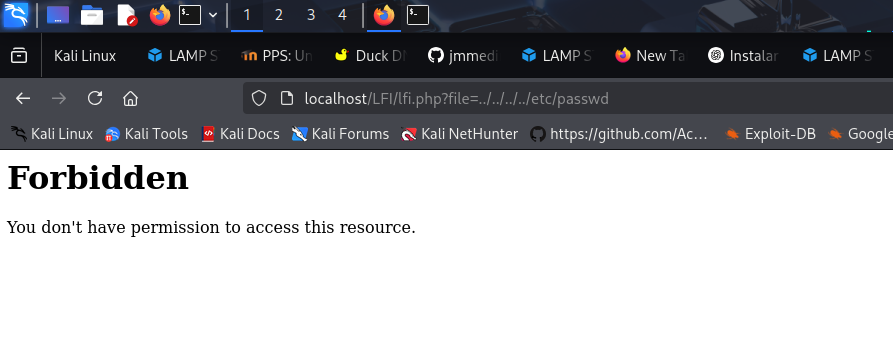 1 2 3 4
Kali Linux LAMP S PPS: Un Duck D jmmedi LAMP S New Ta Instalar LAMP S
localhost/LFI/lfi.php?file=../../../../etc/passwd
Kali Linux Kali Tools Kali Docs Kali Forums Kali NetHunter https://github.com/Ac... Exploit-DB Google
Forbidden
You don't have permission to access this resource.